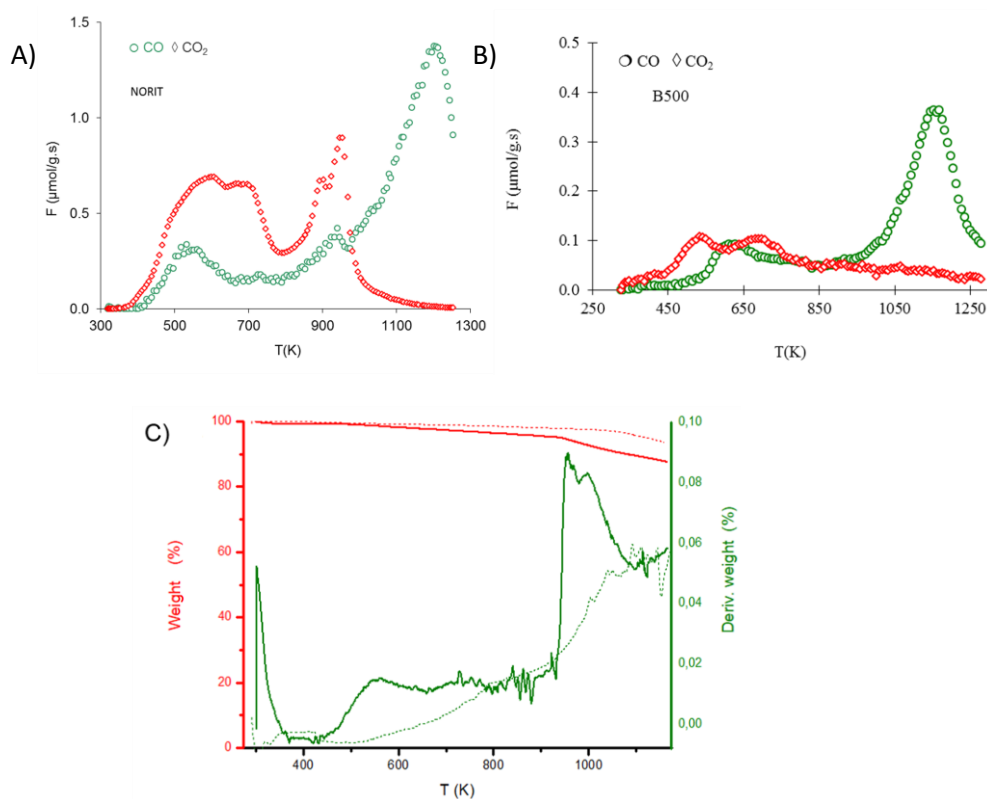 A)
○ CO ◇ CO₂
NORIT
F (µmol/g.s)
1.5
1.0
0.5
0.0
300 500 700 900 1100 1300
T(K)
B)
○ CO ◇ CO₂
B500
F (µmol/g.s)
0.5
0.4
0.3
0.2
0.1
0.0
250 450 650 850 1050 1250
T(K)
C)
Weight (%)
100
80
60
40
20
0
400 600 800 1000
T (K)
0,10
0,08
0,06
0,04
0,02
0,00
Deriv. weight (%)